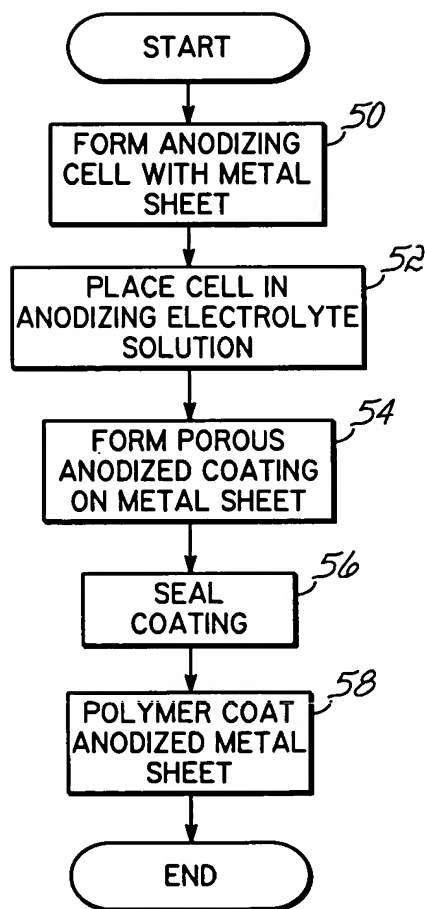 START
50
FORM ANODIZING
CELL WITH METAL
SHEET
52
PLACE CELL IN
ANODIZING ELECTROLYTE
SOLUTION
54
FORM POROUS
ANODIZED COATING
ON METAL SHEET
56
SEAL
COATING
58
POLYMER COAT
ANODIZED METAL
SHEET
END